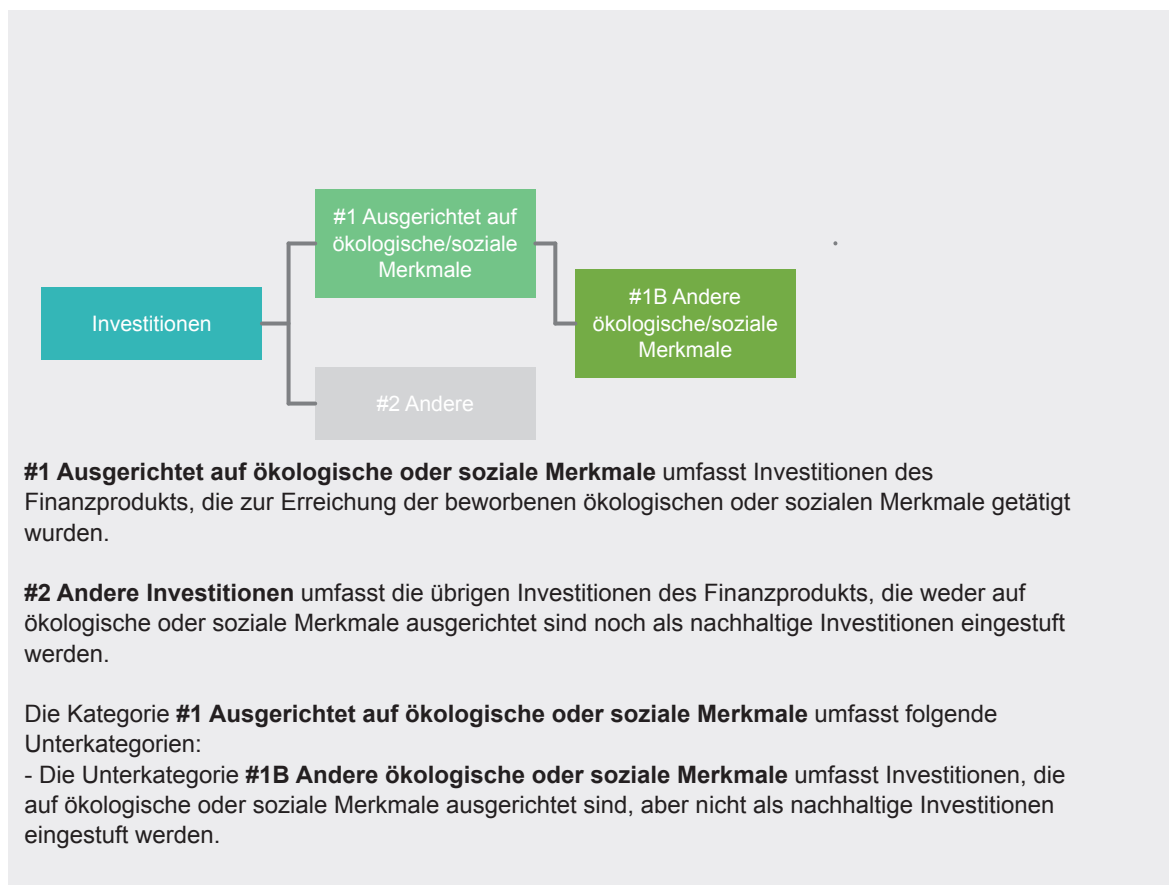 #1 Ausgerichtet auf
ökologische/soziale
Merkmale
#1B Andere
ökologische/soziale
Merkmale
Investitionen
#2 Andere
#1 Ausgerichtet auf ökologische oder soziale Merkmale umfasst Investitionen des
Finanzprodukts, die zur Erreichung der beworbenen ökologischen oder sozialen Merkmale getätigt
wurden.
#2 Andere Investitionen umfasst die übrigen Investitionen des Finanzprodukts, die weder auf
ökologische oder soziale Merkmale ausgerichtet sind noch als nachhaltige Investitionen eingestuft
werden.
Die Kategorie #1 Ausgerichtet auf ökologische oder soziale Merkmale umfasst folgende
Unterkategorien:
- Die Unterkategorie #1B Andere ökologische oder soziale Merkmale umfasst Investitionen, die
auf ökologische oder soziale Merkmale ausgerichtet sind, aber nicht als nachhaltige Investitionen
eingestuft werden.